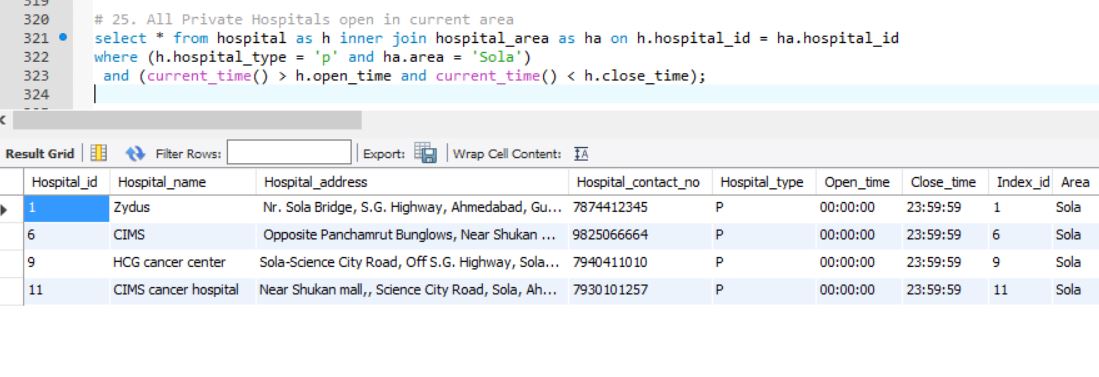 320 # 25. All Private Hospitals open in current area
321 select * from hospital as h inner join hospital_area as ha on h.hospital_id = ha.hospital_id
322 where (h.hospital_type = 'p' and ha.area = 'Sola')
323 and (current_time() > h.open_time and current_time() < h.close_time);
324
Result Grid Filter Rows: Export: Wrap Cell Content:
Hospital_id Hospital_name Hospital_address Hospital_contact_no Hospital_type Open_time Close_time Index_id Area
1 Zydus Nr. Sola Bridge, S.G. Highway, Ahmedabad, Gu... 7874412345 P 00:00:00 23:59:59 1 Sola
6 CIMS Opposite Panchamrut Bunglows, Near Shukan ... 9825066664 P 00:00:00 23:59:59 6 Sola
9 HCG cancer center Sola-Science City Road, Off S.G. Highway, Sola... 7940411010 P 00:00:00 23:59:59 9 Sola
11 CIMS cancer hospital Near Shukan mall,, Science City Road, Sola, Ah... 7930101257 P 00:00:00 23:59:59 11 Sola